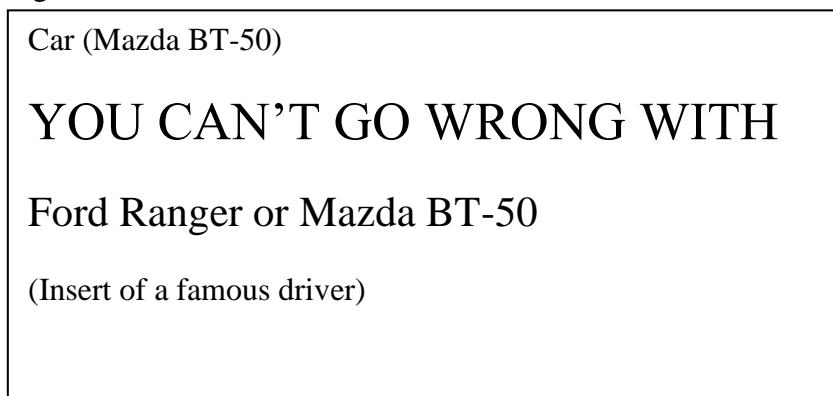 Car (Mazda BT-50)
YOU CAN’T GO WRONG WITH
Ford Ranger or Mazda BT-50
(Insert of a famous driver)